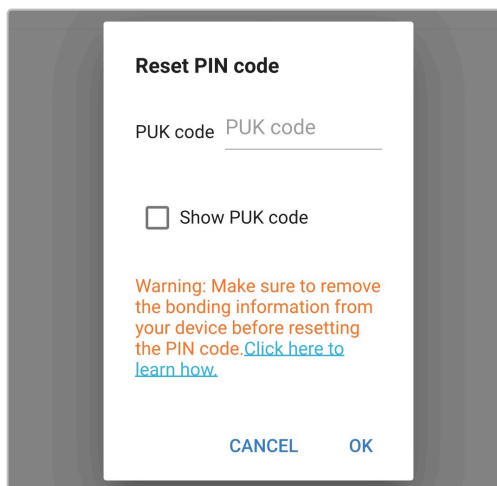 Reset PIN code
PUK code PUK code
Show PUK code
Warning: Make sure to remove
the bonding information from
your device before resetting
the PIN code.Click here to
learn how.
CANCEL OK